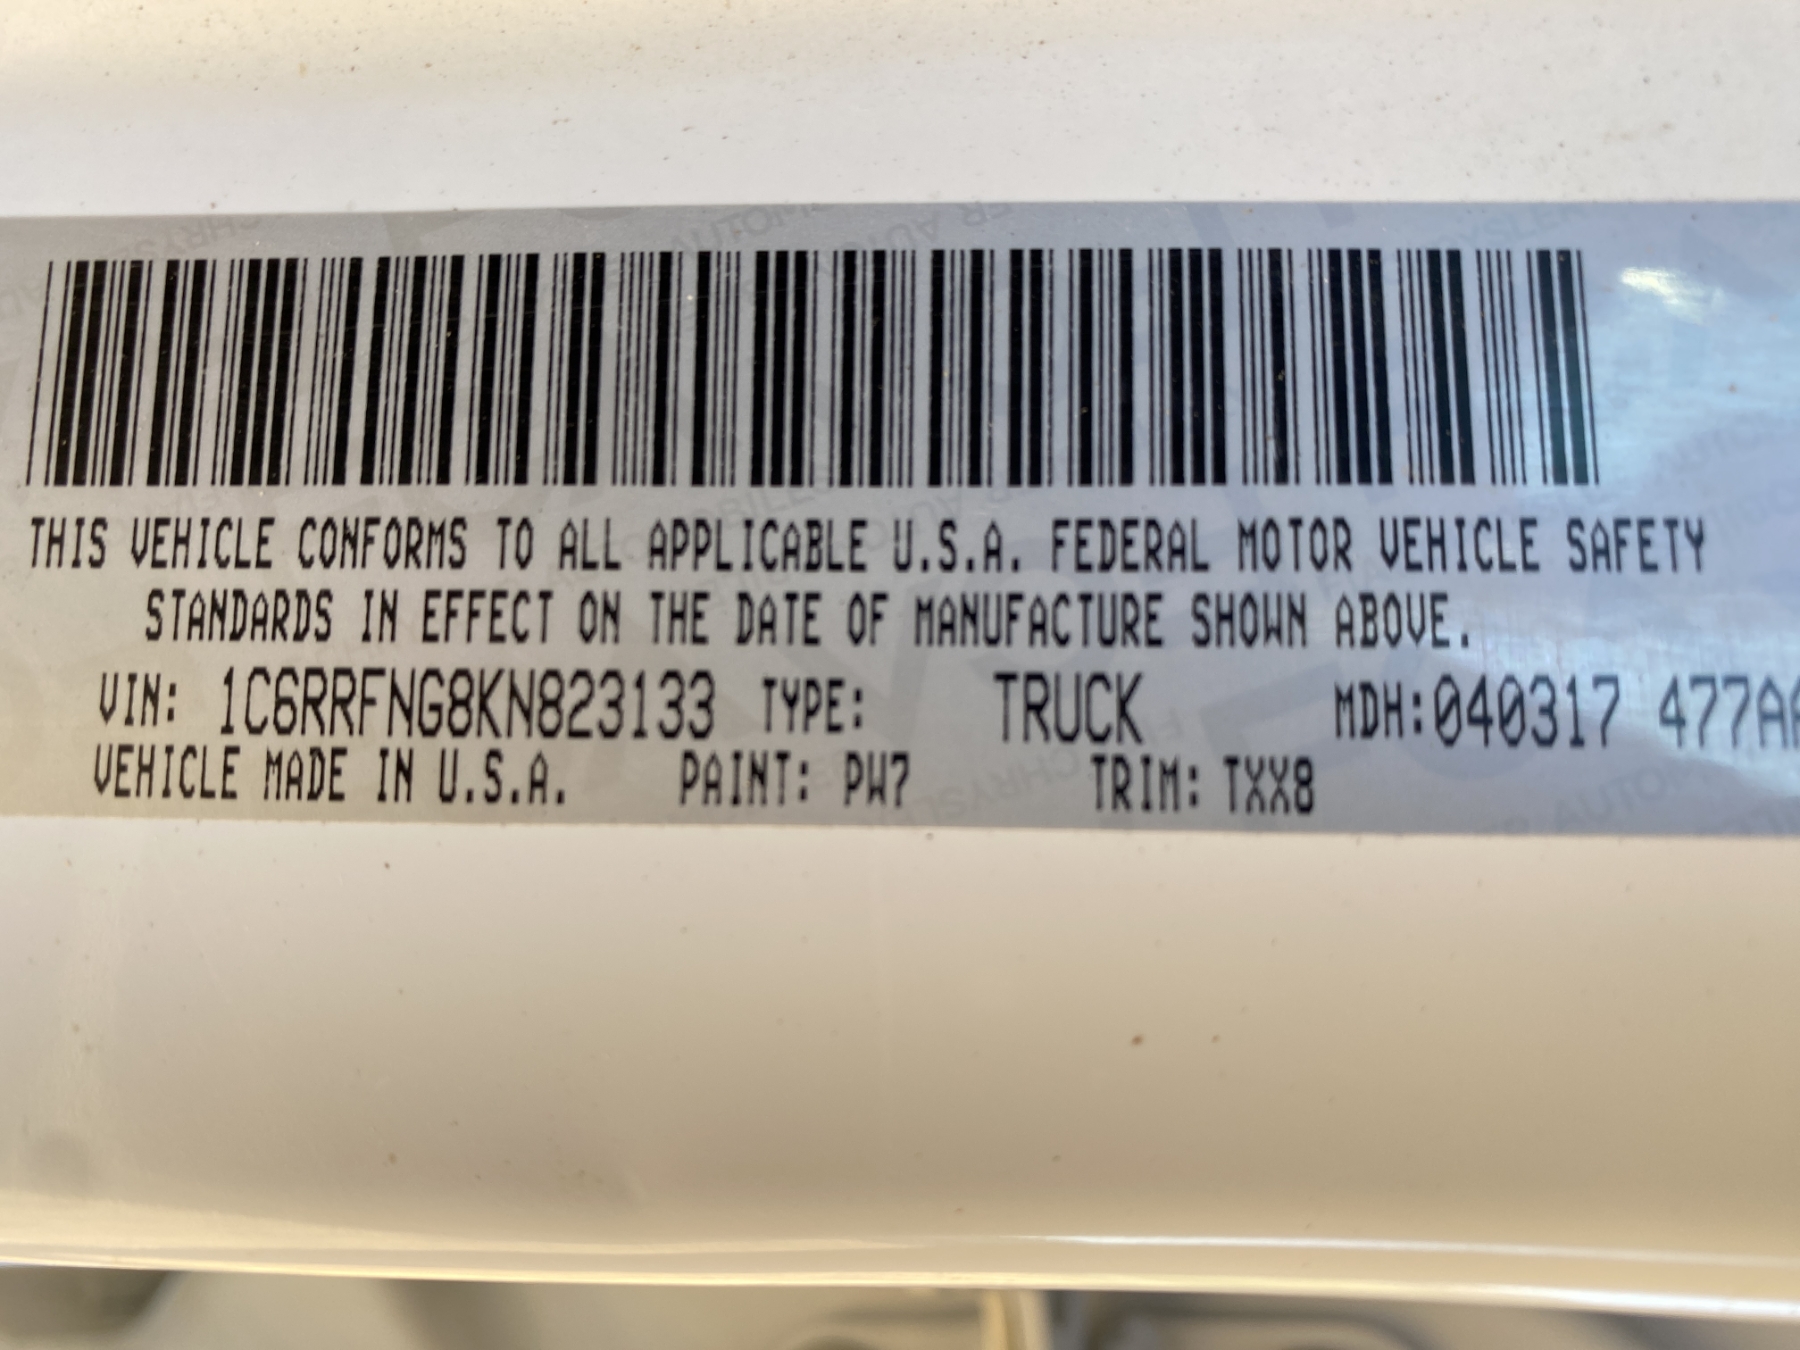 THIS VEHICLE CONFORMS TO ALL APPLICABLE U.S.A. FEDERAL MOTOR VEHICLE SAFETY
STANDARDS IN EFFECT ON THE DATE OF MANUFACTURE SHOWN ABOVE.
VIN: 1C6RRFNG8KN823133 TYPE: TRUCK MDH:040317 477AA
VEHICLE MADE IN U.S.A. PAINT: PW7 TRIM: TXX8